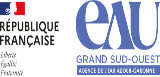 RÉPUBLIQUE
FRANÇAISE
Liberté
Égalité
Fraternité
eau
GRAND SUD-OUEST
AGENCE DE L'EAU ADOUR-GARONNE